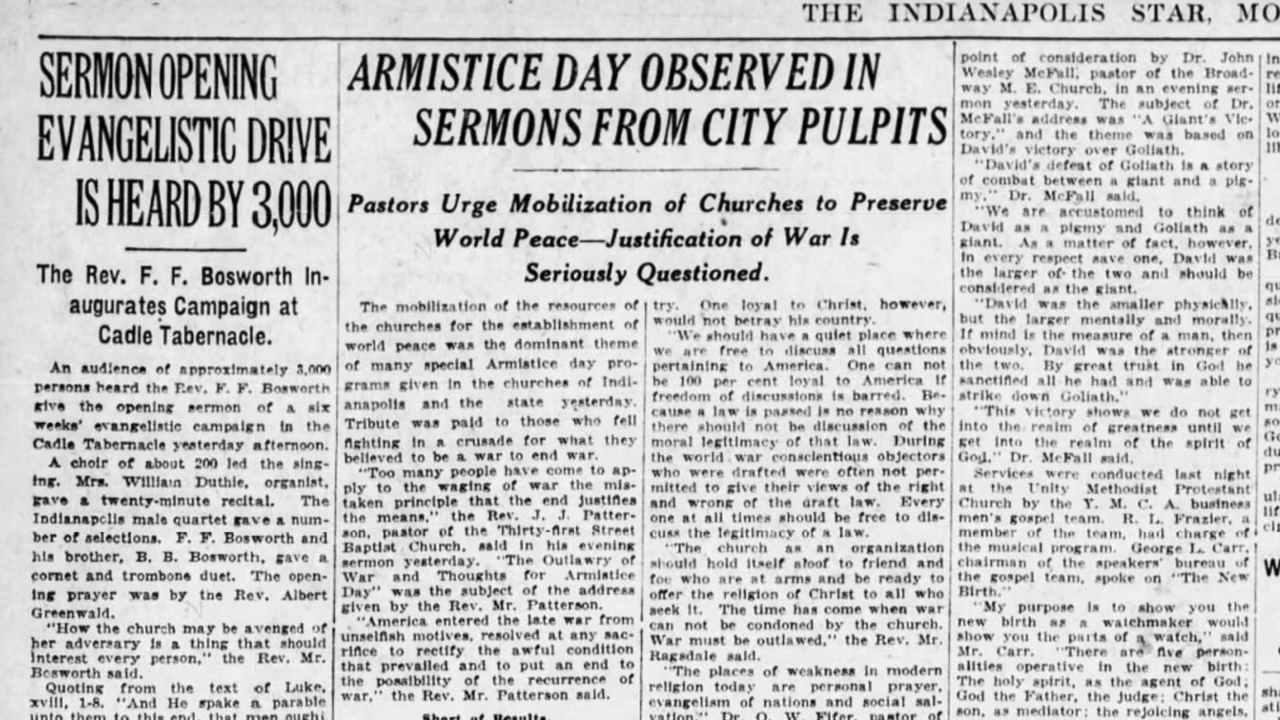 THE INDIANAPOLIS STAR, MO
SERMON OPENING
EVANGELISTIC DRIVE
IS HEARD BY 3,000
The Rev. F. F. Bosworth In-
augurates Campaign at
Cadle Tabernacle.
An audience of approximately 3,000
persons heard the Rev. F. F. Bosworth
give the opening sermon of a six
weeks' evangelistic campaign in the
Cadle Tabernacle yesterday afternoon.
A choir of about 200 led the sing-
ing. Mrs. William Duthie, organist,
gave a twenty-minute recital. The
Indianapolis male quartet gave a num-
ber of selections. F. F. Bosworth and
his brother, B. B. Bosworth, gave a
cornet and trombone duet. The open-
ing prayer was by the Rev. Albert
Greenwald.
"How the church may be avenged of
her adversary is a thing that should
interest every person," the Rev. Mr.
Bosworth said.
Quoting from the text of Luke,
xviii, 1-8. "And He spake a parable
unto them to this end, that men ought
ARMISTICE DAY OBSERVED IN
SERMONS FROM CITY PULPITS
Pastors Urge Mobilization of Churches to Preserve
World Peace—Justification of War Is
Seriously Questioned.
The mobilization of the resources of
the churches for the establishment of
world peace was the dominant theme
of many special Armistice day pro-
grams given in the churches of Indi-
anapolis and the state yesterday.
Tribute was paid to those who fell
fighting in a crusade for what they
believed to be a war to end war.
"Too many people have come to ap-
ply to the waging of war the mis-
taken principle that the end justifies
the means," the Rev. J. J. Patter-
son, pastor of the Thirty-first Street
Baptist Church, said in his evening
sermon yesterday. "The Outlawry of
War and Thoughts for Armistice
Day" was the subject of the address
given by the Rev. Mr. Patterson.
"America entered the late war from
unselfish motives, resolved at any sac-
rifice to rectify the awful condition
that prevailed and to put an end to
the possibility of the recurrence of
war," the Rev. Mr. Patterson said.
Short of Results.
try. One loyal to Christ, however,
would not betray his country.
"We should have a quiet place where
we are free to discuss all questions
pertaining to America. One can not
be 100 per cent loyal to America if
freedom of discussions is barred. Be-
cause a law is passed is no reason why
there should not be discussion of the
moral legitimacy of that law. During
the world war conscientious objectors
who were drafted were often not per-
mitted to give their views of the right
and wrong of the draft law. Every
one at all times should be free to dis-
cuss the legitimacy of a law.
"The church as an organization
should hold itself aloof to friend and
foe who are at arms and be ready to
offer the religion of Christ to all who
seek it. The time has come when war
can not be condoned by the church.
War must be outlawed," the Rev. Mr.
Ragsdale said.
"The places of weakness in modern
religion today are personal prayer,
evangelism of nations and social sal-
vation," Dr. O. W. Fifer, pastor of
point of consideration by Dr. John
Wesley McFall, pastor of the Broad-
way M. E. Church, in an evening ser-
mon yesterday. The subject of Dr.
McFall's address was "A Giant's Vic-
tory," and the theme was based on
David's victory over Goliath.
"David's defeat of Goliath is a story
of combat between a giant and a pig-
my," Dr. McFall said.
"We are accustomed to think of
David as a pigmy and Goliath as a
giant. As a matter of fact, however,
in every respect save one, David was
the larger of the two and should be
considered as the giant.
"David was the smaller physically,
but the larger mentally and morally.
If mind is the measure of a man, then
obviously, David was the stronger of
the two. By great trust in God he
sanctified all he had and was able to
strike down Goliath."
"This victory shows we do not get
into the realm of greatness until we
get into the realm of the spirit of
God," Dr. McFall said.
Services were conducted last night
at the Unity Methodist Protestant
Church by the Y. M. C. A. business
men's gospel team. R. L. Frazier, a
member of the team, had charge of
the musical program. George L. Carr,
chairman of the speakers' bureau of
the gospel team, spoke on "The New
Birth."
"My purpose is to show you the
new birth as a watchmaker would
show you the parts of a watch," said
Mr. Carr. "There are five person-
alities operative in the new birth:
The holy spirit, as the agent of God;
God the Father, the judge; Christ the
son, as mediator; the rejoicing angels,